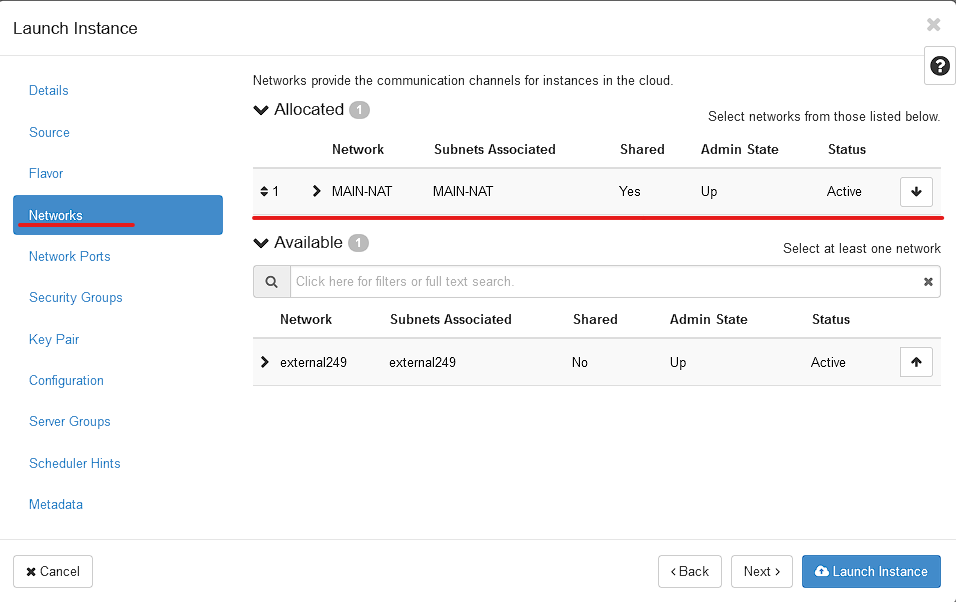 Launch Instance
Details
Source
Flavor
Networks
Network Ports
Security Groups
Key Pair
Configuration
Server Groups
Scheduler Hints
Metadata
Networks provide the communication channels for instances in the cloud.
Allocated 1
Select networks from those listed below.
Network Subnets Associated Shared Admin State Status
1 MAIN-NAT MAIN-NAT Yes Up Active
Available 1
Select at least one network
Click here for filters or full text search.
Network Subnets Associated Shared Admin State Status
external249 external249 No Up Active
Cancel
Back
Next
Launch Instance